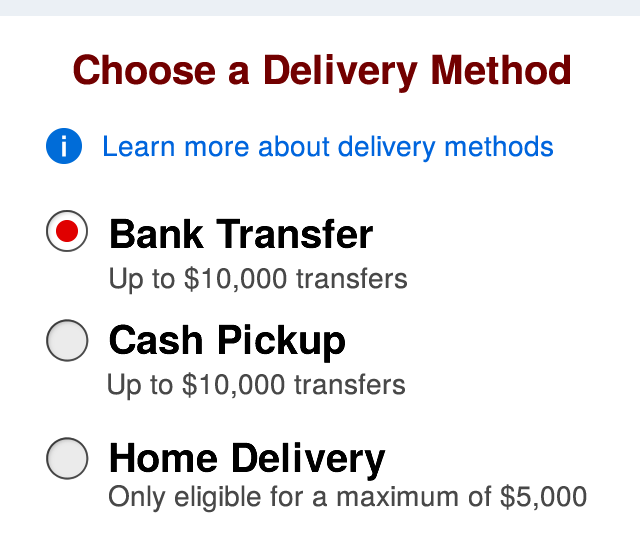 Choose a Delivery Method
i Learn more about delivery methods
Bank Transfer
Up to $10,000 transfers
Cash Pickup
Up to $10,000 transfers
Home Delivery
Only eligible for a maximum of $5,000